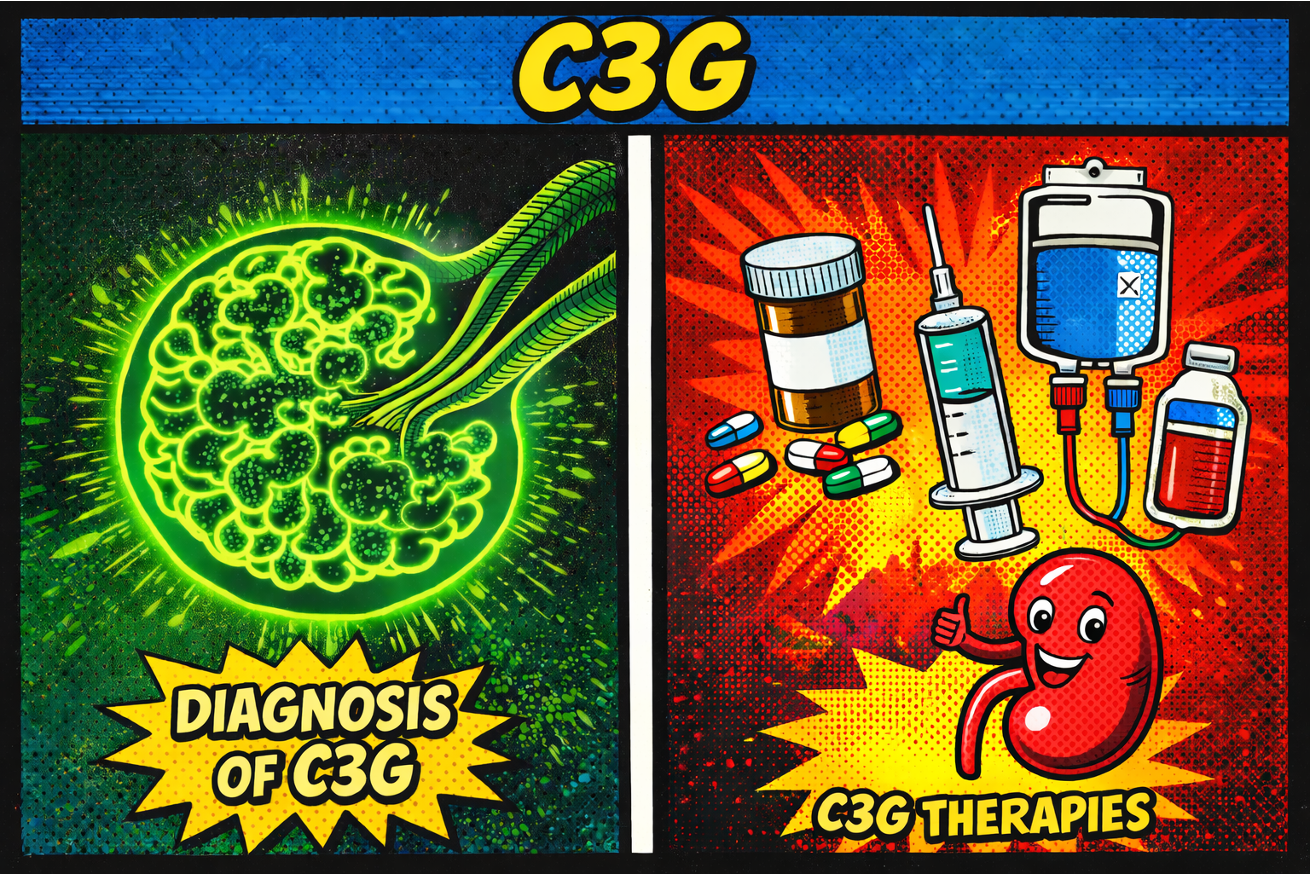 C3G
DIAGNOSIS
OF C3G
C3G THERAPIES